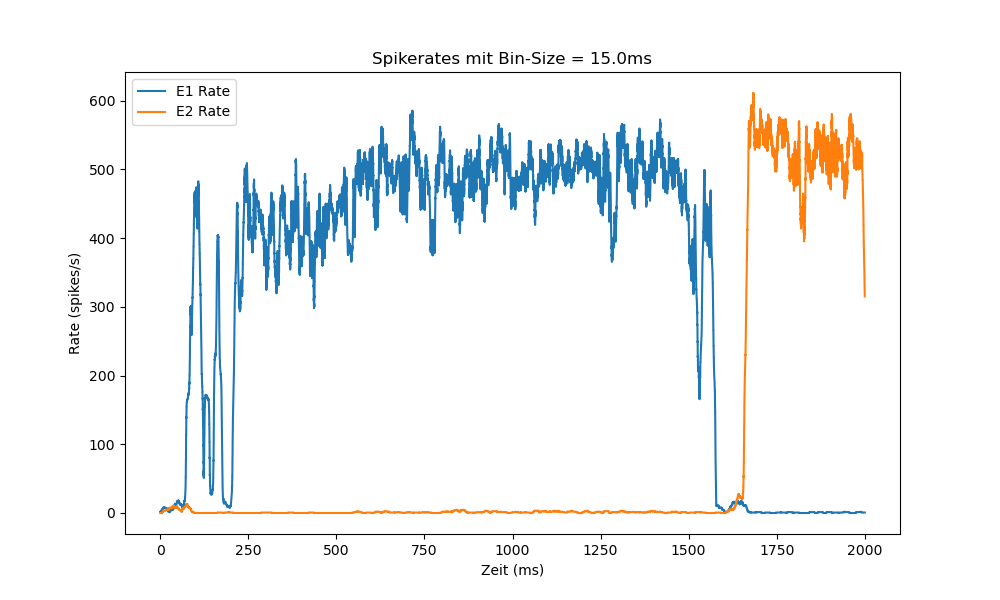 Spikerates mit Bin-Size = 15.0ms
E1 Rate
E2 Rate
Rate (spikes/s)
600
500
400
300
200
100
0
0 250 500 750 1000 1250 1500 1750 2000
Zeit (ms)